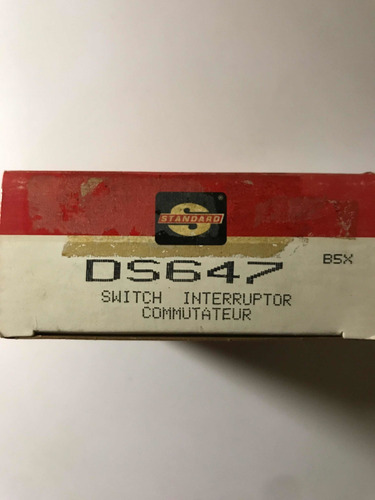 STANDARD
DS647 B5X
SWITCH INTERRUPTOR
COMMUTATEUR